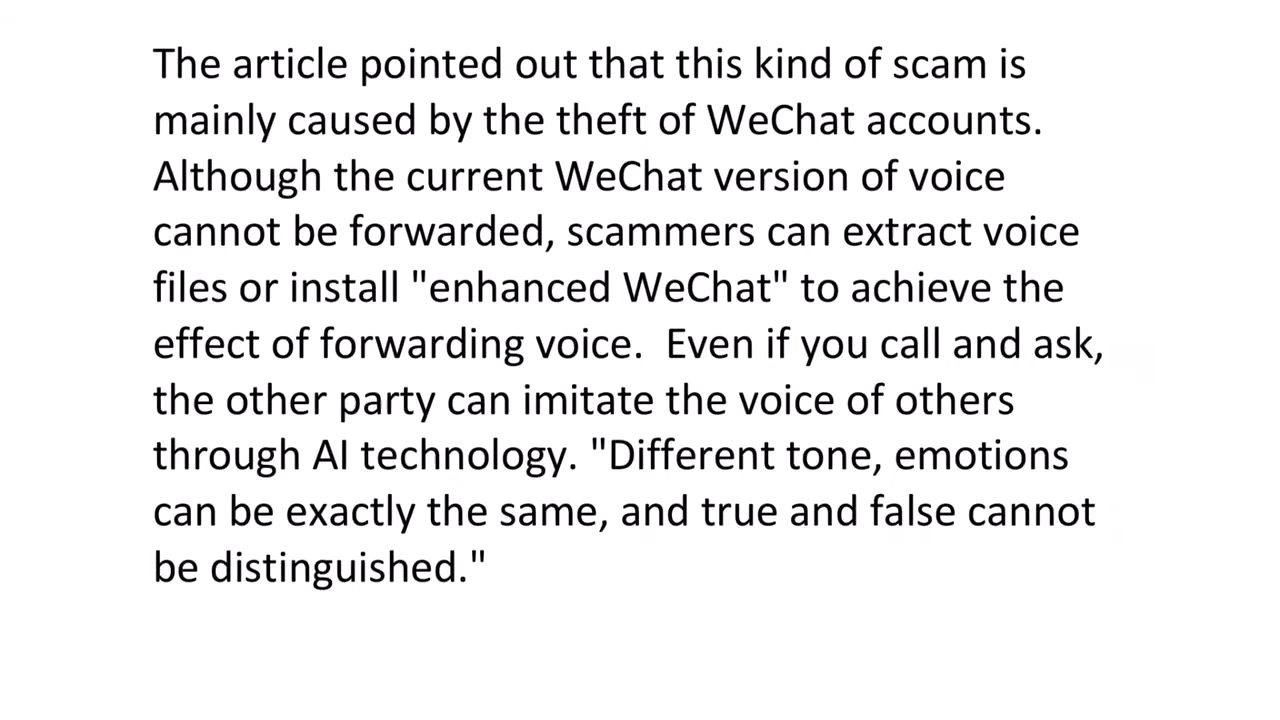 The article pointed out that this kind of scam is
mainly caused by the theft of WeChat accounts.
Although the current WeChat version of voice
cannot be forwarded, scammers can extract voice
files or install "enhanced WeChat" to achieve the
effect of forwarding voice.  Even if you call and ask,
the other party can imitate the voice of others
through AI technology. "Different tone, emotions
can be exactly the same, and true and false cannot
be distinguished."